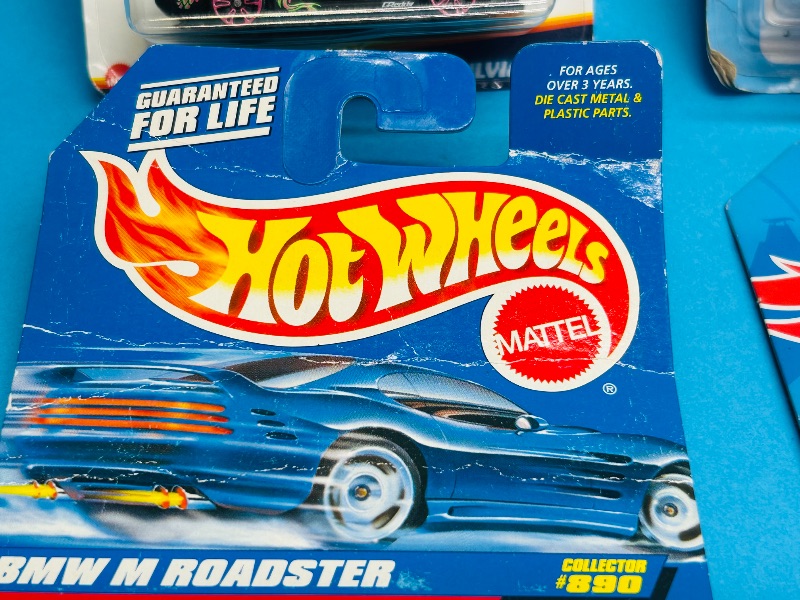 GUARANTEED
FOR LIFE
FOR AGES
OVER 3 YEARS.
DIE CAST METAL &
PLASTIC PARTS.
HOT WHEELS
MATTEL
®
BMW M ROADSTER
COLLECTOR
#890